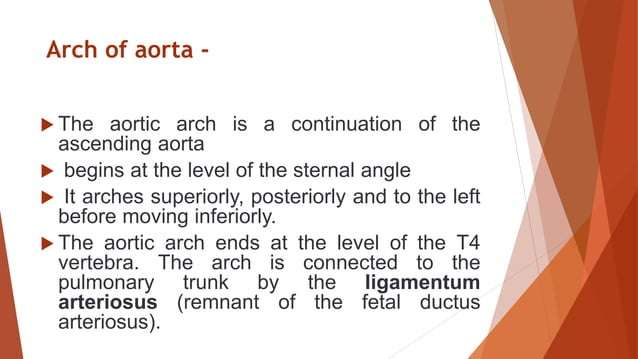 Arch of aorta -
The aortic arch is a continuation of the
ascending aorta
begins at the level of the sternal angle
It arches superiorly, posteriorly and to the left
before moving inferiorly.
The aortic arch ends at the level of the T4
vertebra. The arch is connected to the
pulmonary trunk by the ligamentum
arteriosus (remnant of the fetal ductus
arteriosus).